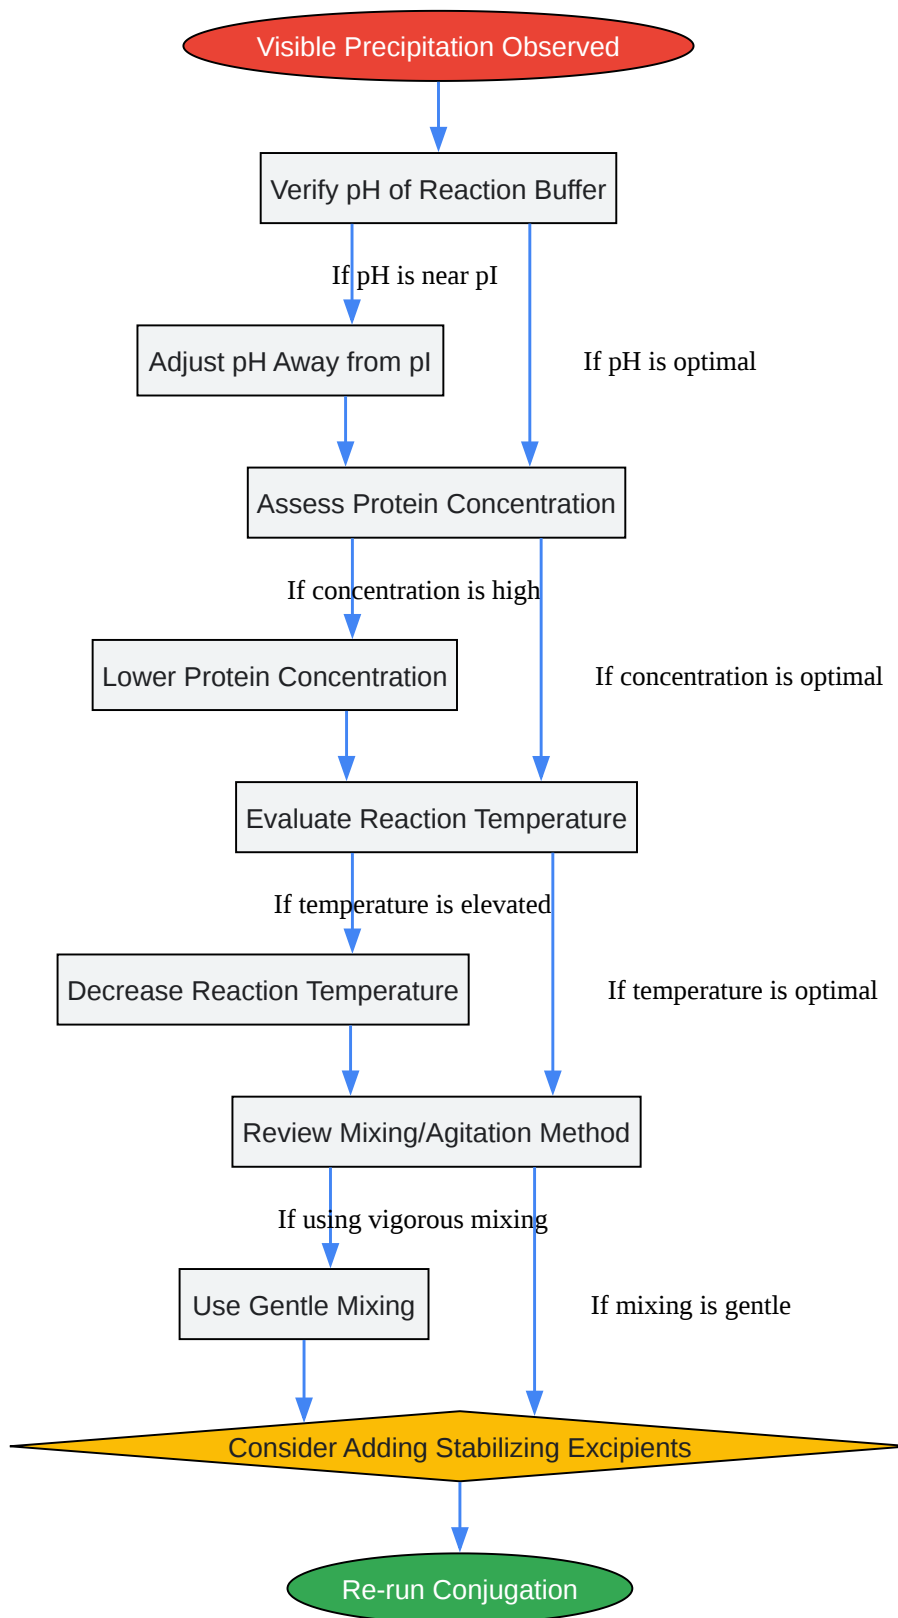 Visible Precipitation Observed
Verify pH of Reaction Buffer
If pH is near pI
Adjust pH Away from pI
If pH is optimal
Assess Protein Concentration
If concentration is high
Lower Protein Concentration
If concentration is optimal
Evaluate Reaction Temperature
If temperature is elevated
Decrease Reaction Temperature
If temperature is optimal
Review Mixing/Agitation Method
If using vigorous mixing
Use Gentle Mixing
If mixing is gentle
Consider Adding Stabilizing Excipients
Re-run Conjugation